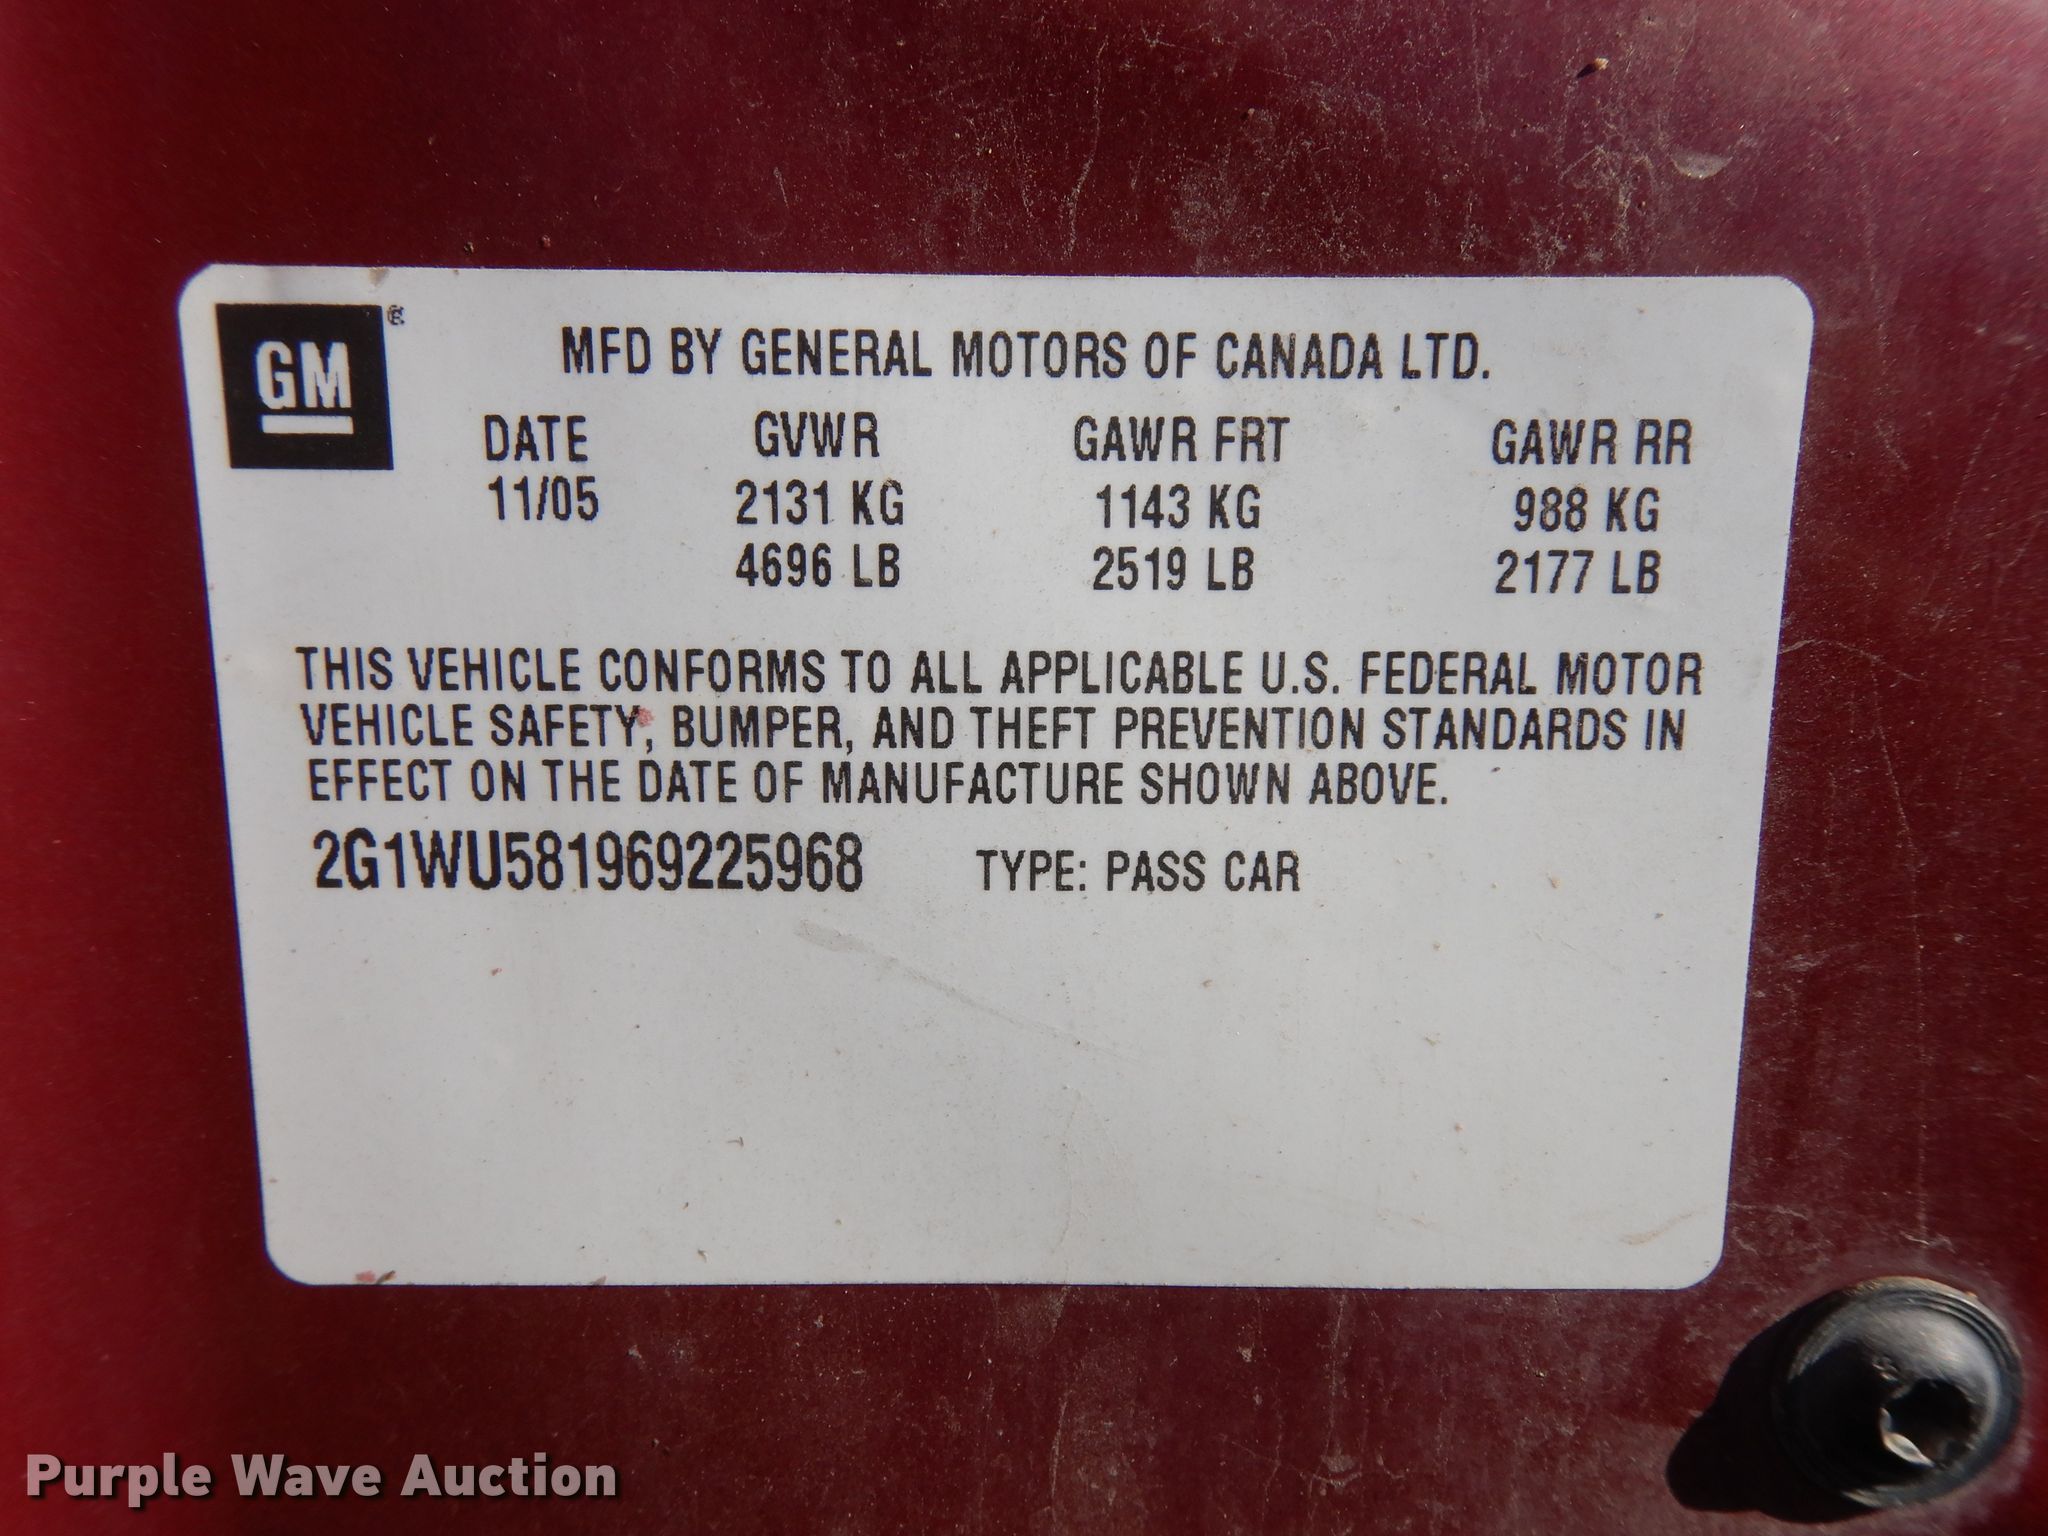 GM
MFD BY GENERAL MOTORS OF CANADA LTD.
DATE GVWR GAWR FRT GAWR RR
11/05 2131 KG 1143 KG 988 KG
4696 LB 2519 LB 2177 LB
THIS VEHICLE CONFORMS TO ALL APPLICABLE U.S. FEDERAL MOTOR
VEHICLE SAFETY, BUMPER, AND THEFT PREVENTION STANDARDS IN
EFFECT ON THE DATE OF MANUFACTURE SHOWN ABOVE.
2G1WU581969225968 TYPE: PASS CAR
Purple Wave Auction